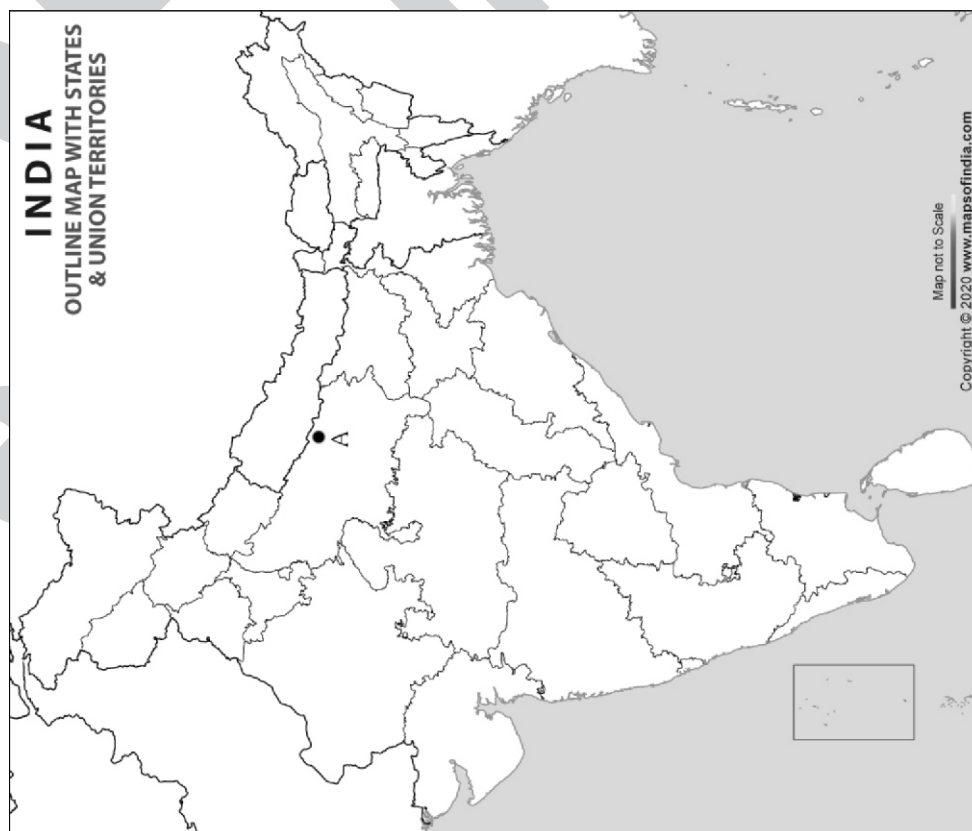 INDIA
OUTLINE MAP WITH STATES
& UNION TERRITORIES
A
Map not to Scale
Copyright © 2020 www.mapsofindia.com